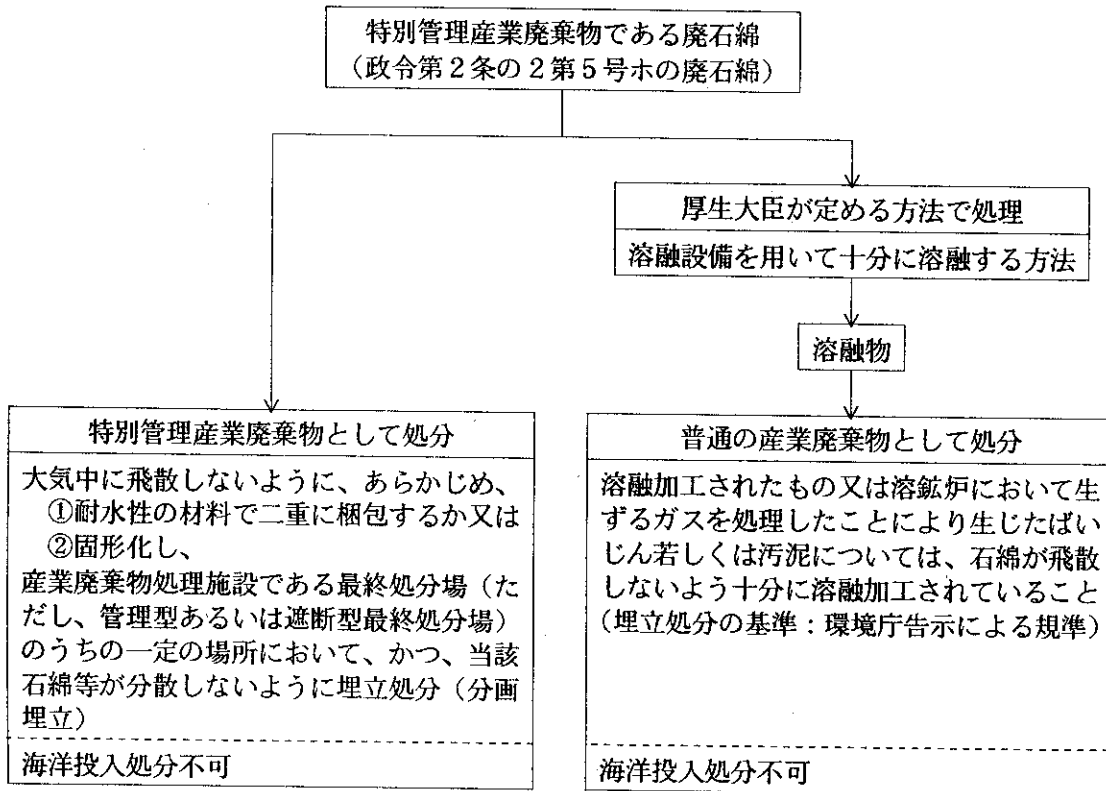 特別管理産業廃棄物である廃石綿
(政令第2条の2第5号ホの廃石綿)
厚生大臣が定める方法で処理
溶融設備を用いて十分に溶融する方法
溶融物
特別管理産業廃棄物として処分
大気中に飛散しないように、あらかじめ、
①耐水性の材料で二重に梱包するか又は
②固形化し、
産業廃棄物処理施設である最終処分場(た
だし、管理型あるいは遮断型最終処分場)
のうちの一定の場所において、かつ、当該
石綿等が分散しないように埋立処分(分画
埋立)
海洋投入処分不可
普通の産業廃棄物として処分
溶融加工されたもの又は溶鉱炉において生
ずるガスを処理したことにより生じたばい
じん若しくは汚泥については、石綿が飛散
しないよう十分に溶融加工されていること
(埋立処分の基準:環境庁告示による規準)
海洋投入処分不可